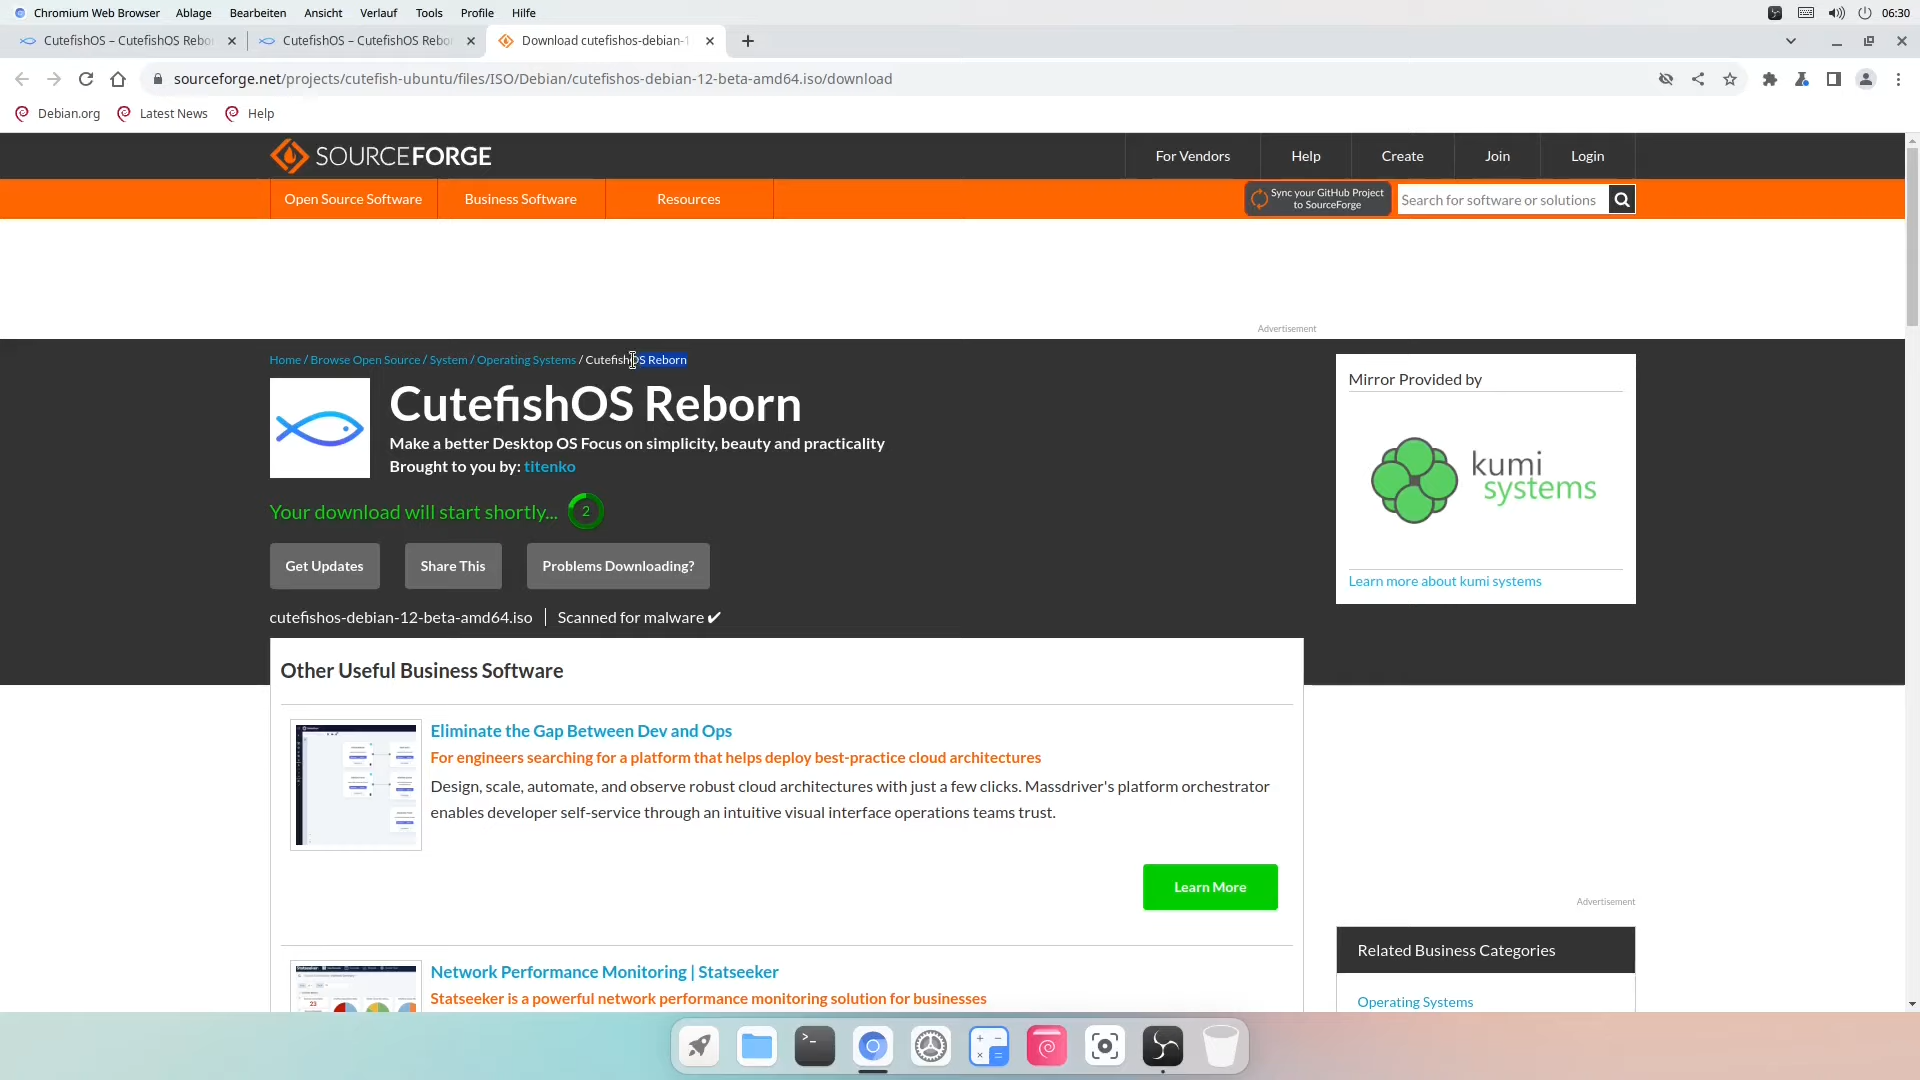 Chromium Web Browser Ablage Bearbeiten Ansicht Verlauf Tools Profile Hilfe 06:30
CutefishOS – CutefishOS Rebo CutefishOS – CutefishOS Rebo Download cutefishos-debian-1
sourceforge.net/projects/cutefish-ubuntu/files/ISO/Debian/cutefishos-debian-12-beta-amd64.iso/download
Debian.org Latest News Help
SOURCEFORGE For Vendors Help Create Join Login
Open Source Software Business Software Resources
Sync your GitHub Project
to SourceForge
Search for software or solutions
Advertisement
Home / Browse Open Source / System / Operating Systems / CutefishOS Reborn
CutefishOS Reborn
Make a better Desktop OS Focus on simplicity, beauty and practicality
Brought to you by: titenko
Your download will start shortly... 2
Get Updates Share This Problems Downloading?
cutefishos-debian-12-beta-amd64.iso Scanned for malware ✔
Mirror Provided by
kumi
systems
Learn more about kumi systems
Other Useful Business Software
Eliminate the Gap Between Dev and Ops
For engineers searching for a platform that helps deploy best-practice cloud architectures
Design, scale, automate, and observe robust cloud architectures with just a few clicks. Massdriver's platform orchestrator
enables developer self-service through an intuitive visual interface operations teams trust.
Learn More
Advertisement
Network Performance Monitoring | Statseeker
Statseeker is a powerful network performance monitoring solution for businesses
23
Related Business Categories
Operating Systems